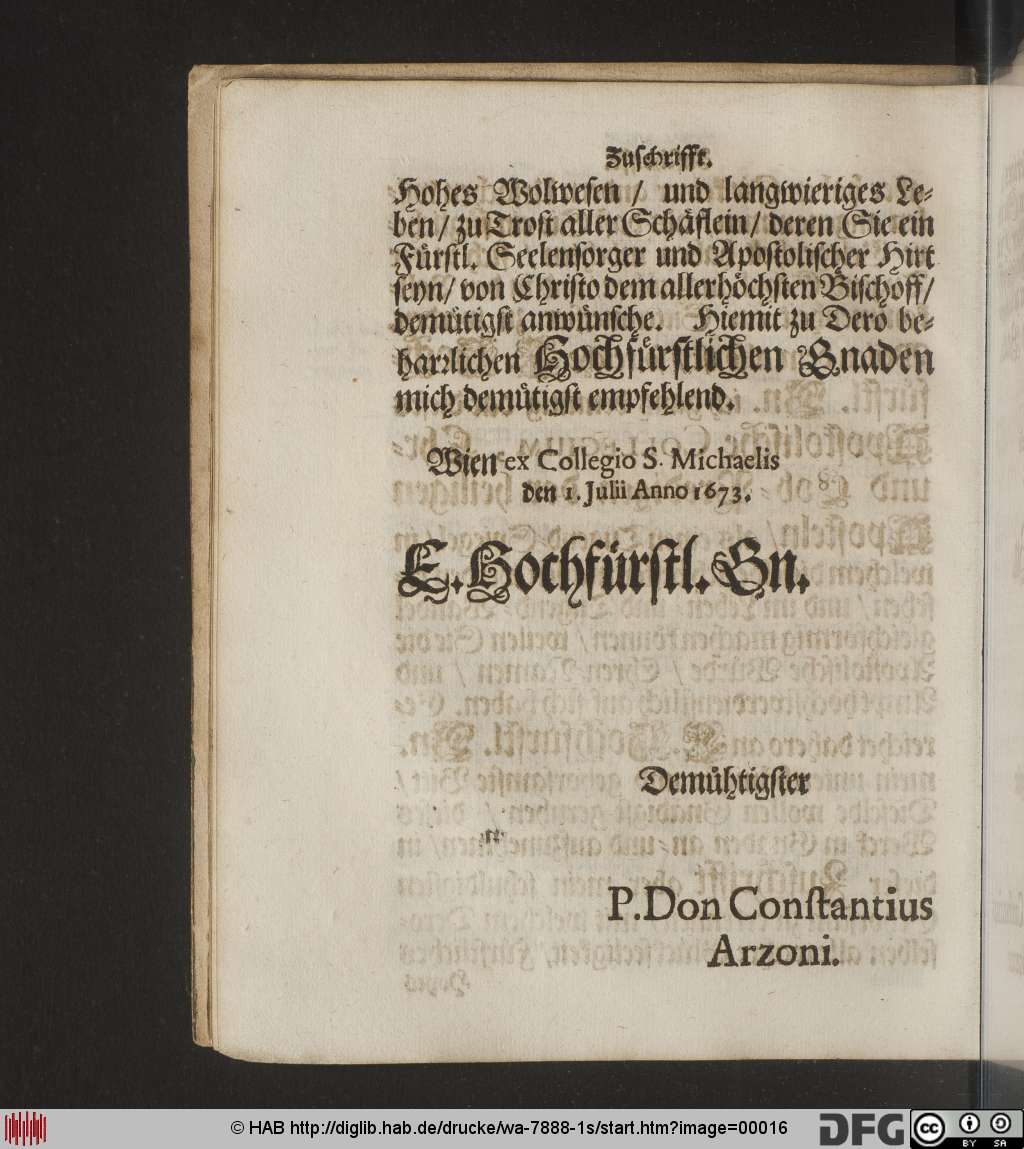 Zuschrifft.
Hohes Wolwesen / und langwieriges Le-
ben / zu Trost aller Schäflein / deren Sie ein
Fürstl. Seelensorger und Apostolischer Hirt
seyn / von Christo dem allerhöchsten Bischoff /
demütigst anwünsche. Hiemit zu Dero be-
harꝛlichen Hochfürstlichen Gnaden
mich demütigst empfehlend.
Wien ex Collegio S. Michaelis
den 1. Julii Anno 1673.
E. Hochfürstl. Gn.
Demühtigster
P. Don Constantius
Arzoni.
© HAB http://diglib.hab.de/drucke/wa-7888-1s/start.htm?image=00016
DFG
cc BY SA